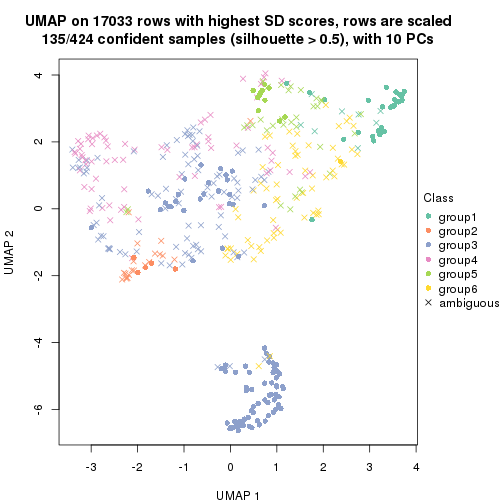 UMAP on 17033 rows with highest SD scores, rows are scaled
135/424 confident samples (silhouette > 0.5), with 10 PCs
4
2
0
-2
-4
-6
UMAP 2
-3
-2
-1
0
1
2
3
4
UMAP 1
Class
group1
group2
group3
group4
group5
group6
ambiguous